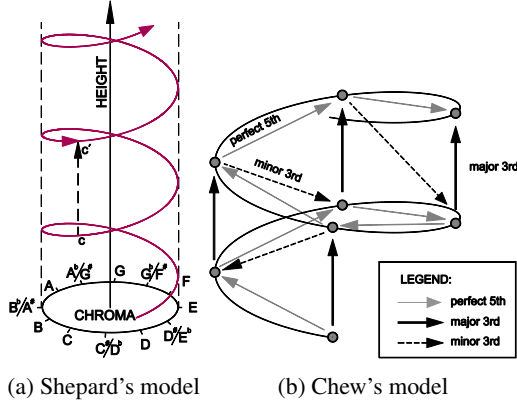 HEIGHT
c'
c
A
A♭/G♯
G
G♭/F♯
F
B♭/A♯
CHROMA
E
B
C
C♯/D♭
D
D♯/E♭
(a) Shepard's model
perfect 5th
minor 3rd
major 3rd
LEGEND:
perfect 5th
major 3rd
minor 3rd
(b) Chew's model